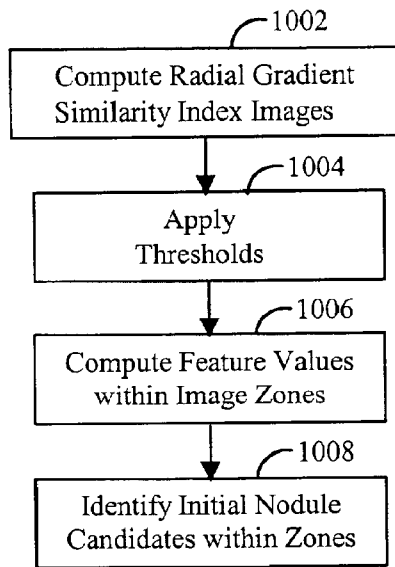 1002
Compute Radial Gradient
Similarity Index Images
1004
Apply
Thresholds
1006
Compute Feature Values
within Image Zones
1008
Identify Initial Nodule
Candidates within Zones